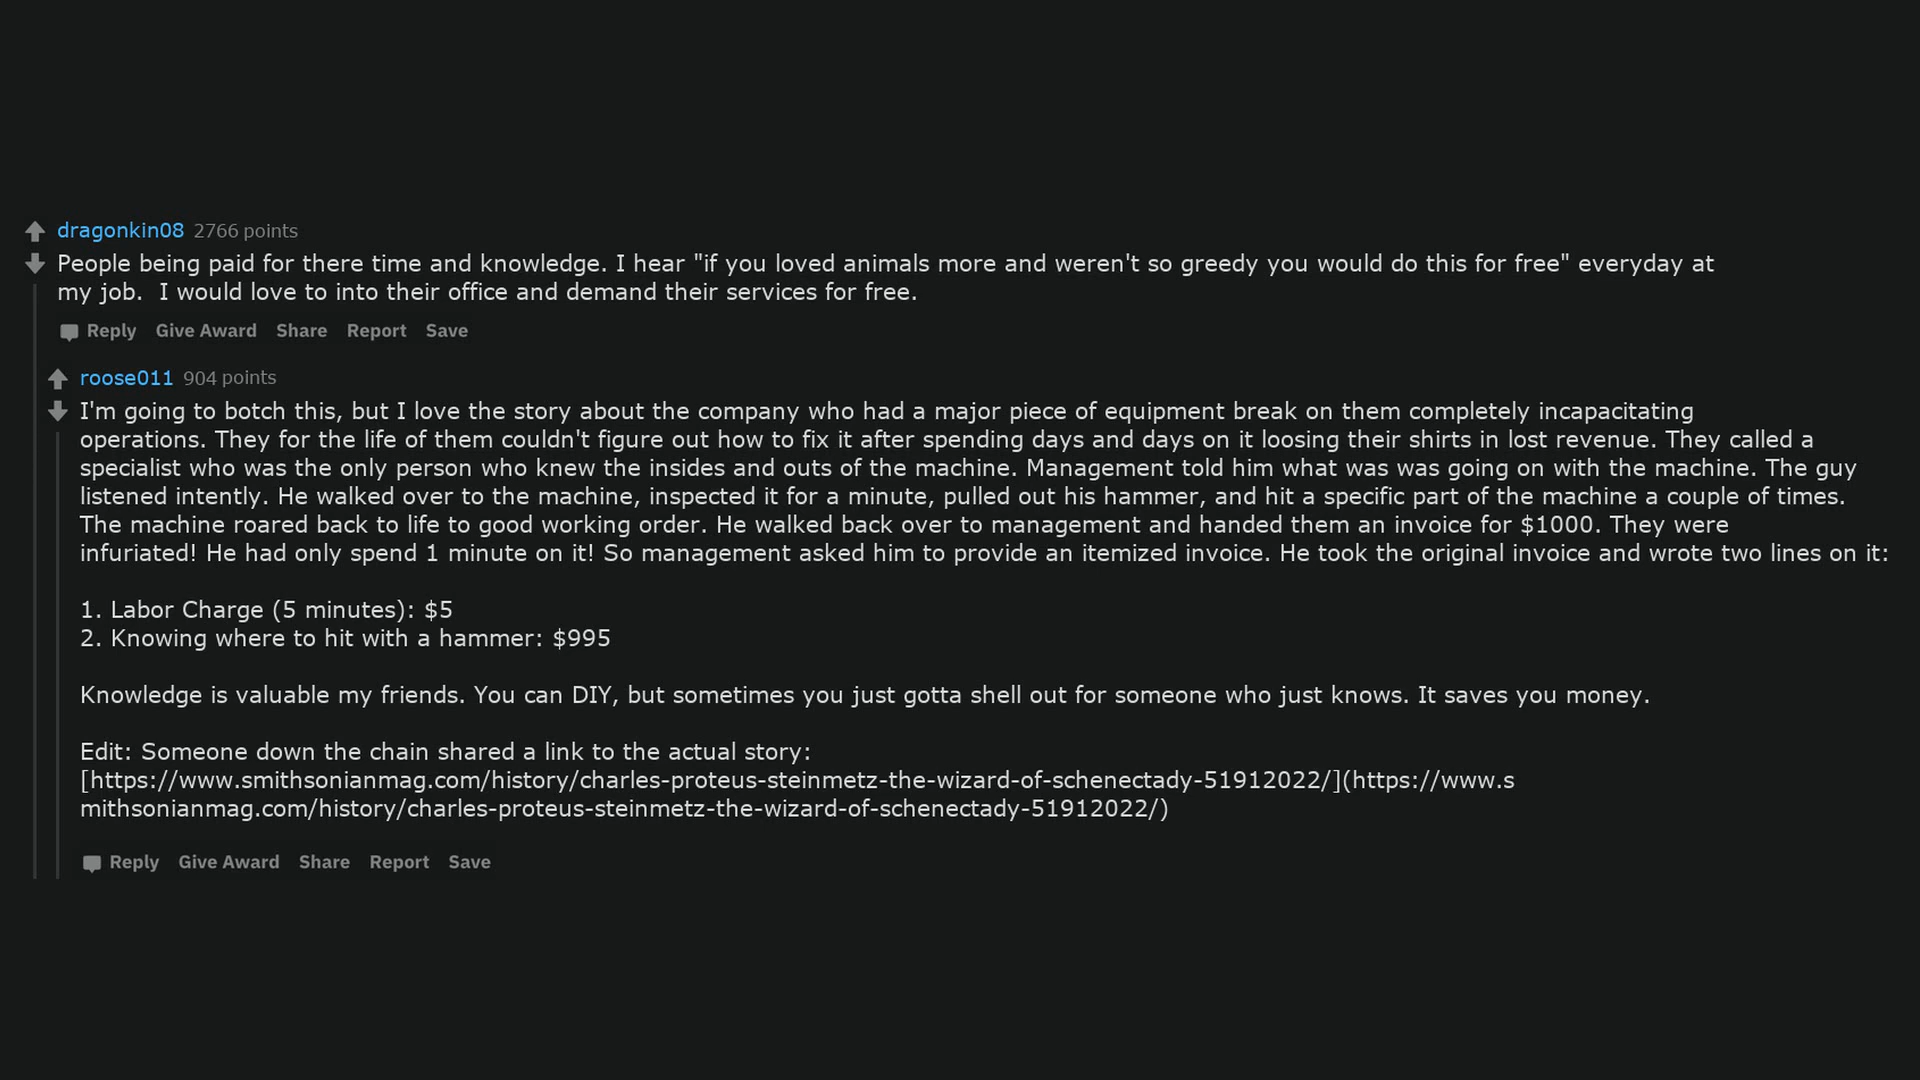 dragonkin08 2766 points
People being paid for there time and knowledge. I hear "if you loved animals more and weren't so greedy you would do this for free" everyday at
my job.  I would love to into their office and demand their services for free.
Reply Give Award Share Report Save
roose011 904 points
I'm going to botch this, but I love the story about the company who had a major piece of equipment break on them completely incapacitating
operations. They for the life of them couldn't figure out how to fix it after spending days and days on it loosing their shirts in lost revenue. They called a
specialist who was the only person who knew the insides and outs of the machine. Management told him what was was going on with the machine. The guy
listened intently. He walked over to the machine, inspected it for a minute, pulled out his hammer, and hit a specific part of the machine a couple of times.
The machine roared back to life to good working order. He walked back over to management and handed them an invoice for $1000. They were
infuriated! He had only spend 1 minute on it! So management asked him to provide an itemized invoice. He took the original invoice and wrote two lines on it:
1. Labor Charge (5 minutes): $5
2. Knowing where to hit with a hammer: $995
Knowledge is valuable my friends. You can DIY, but sometimes you just gotta shell out for someone who just knows. It saves you money.
Edit: Someone down the chain shared a link to the actual story:
[https://www.smithsonianmag.com/history/charles-proteus-steinmetz-the-wizard-of-schenectady-51912022/](https://www.s
mithsonianmag.com/history/charles-proteus-steinmetz-the-wizard-of-schenectady-51912022/)
Reply Give Award Share Report Save